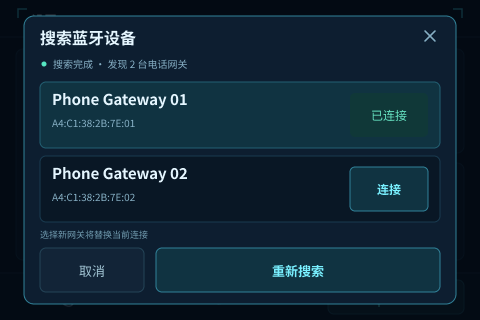 搜索蓝牙设备
搜索完成 · 发现 2 台电话网关
Phone Gateway 01
A4:C1:38:2B:7E:01
已连接
Phone Gateway 02
A4:C1:38:2B:7E:02
连接
选择新网关将替换当前连接
取消
重新搜索